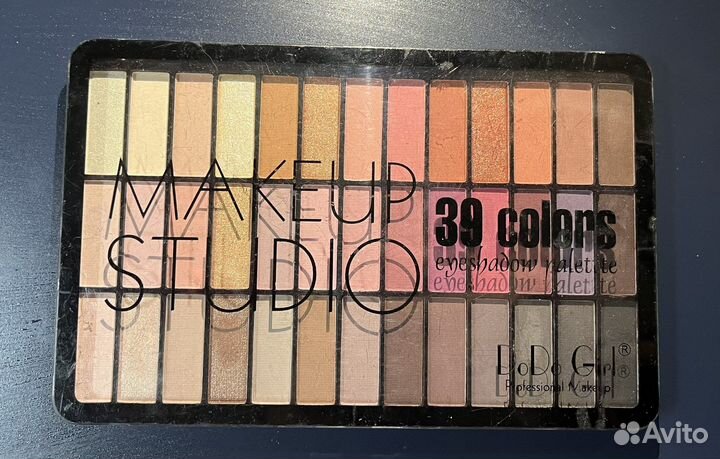 MAKEUP
STUDIO
39 colors
eyeshadow palette
DoDo Girl®
Professional Makeup
Avito